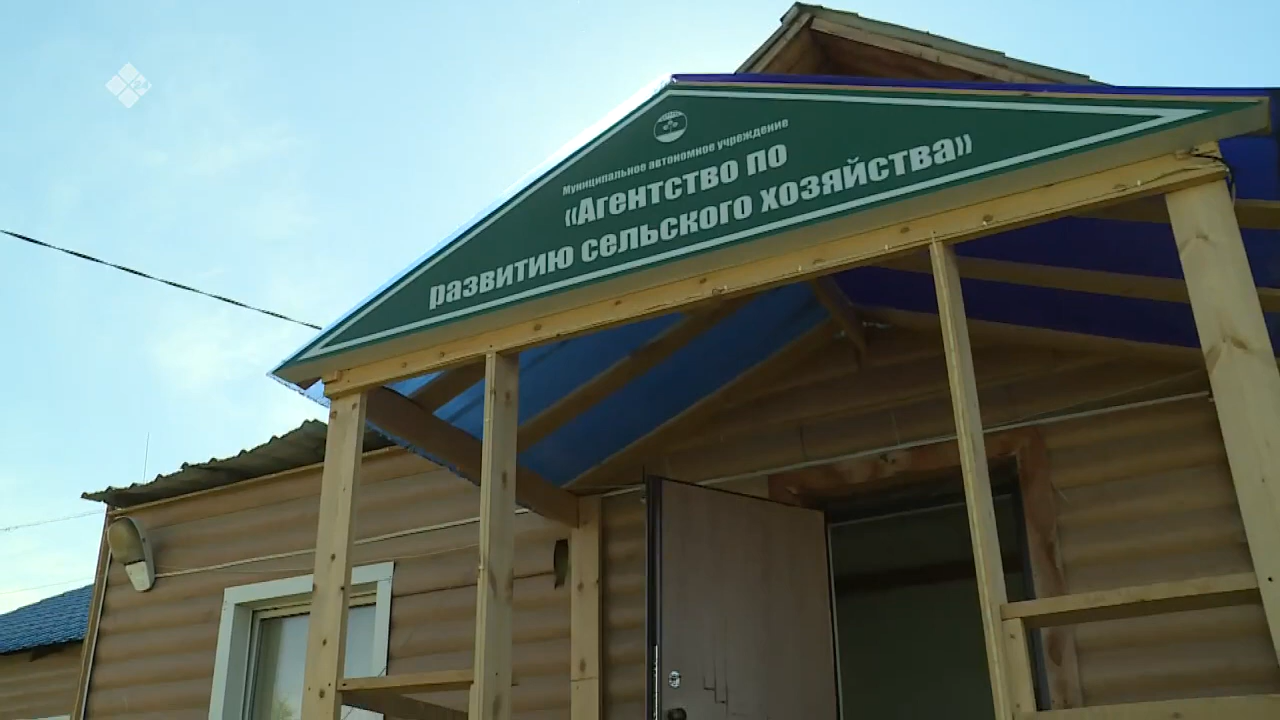 Муниципальное автономное учреждение
«Агентство по
развитию сельского хозяйства»